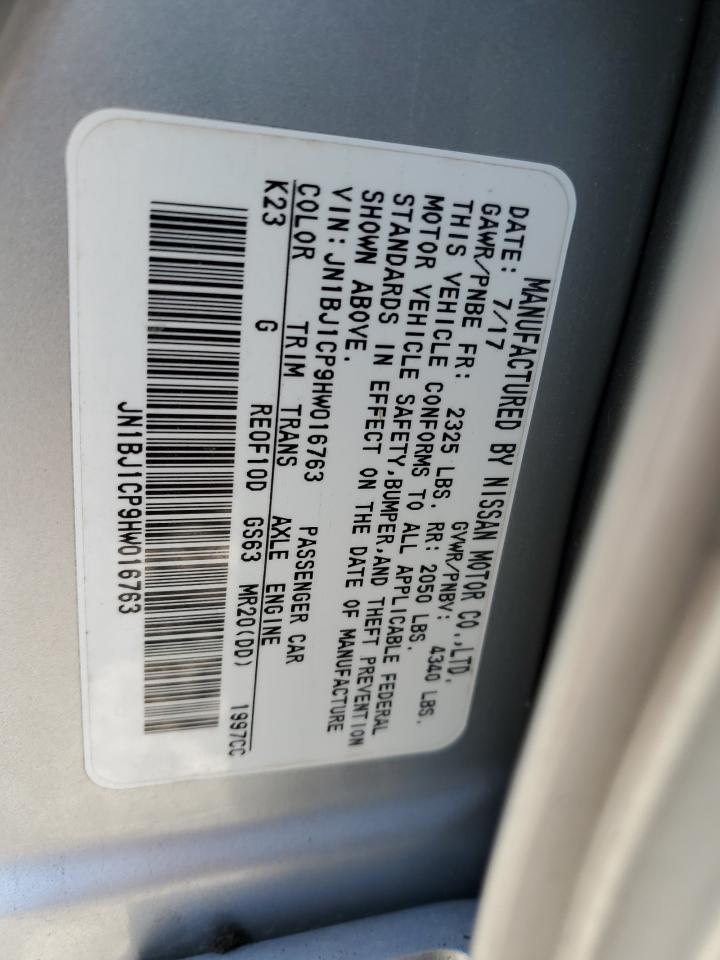 MANUFACTURED BY NISSAN MOTOR CO.,LTD.
DATE: 7/17 GVWR/PNBV: 4340 LBS.
GAWR/PNBE FR: 2325 LBS. RR: 2050 LBS.
THIS VEHICLE CONFORMS TO ALL APPLICABLE FEDERAL
MOTOR VEHICLE SAFETY,BUMPER,AND THEFT PREVENTION
STANDARDS IN EFFECT ON THE DATE OF MANUFACTURE
SHOWN ABOVE.
VIN:JN1BJ1CP9HW016763 PASSENGER CAR
COLOR TRIM TRANS AXLE ENGINE
K23 G RE0F10D GS63 MR20(DD) 1997CC
JN1BJ1CP9HW016763